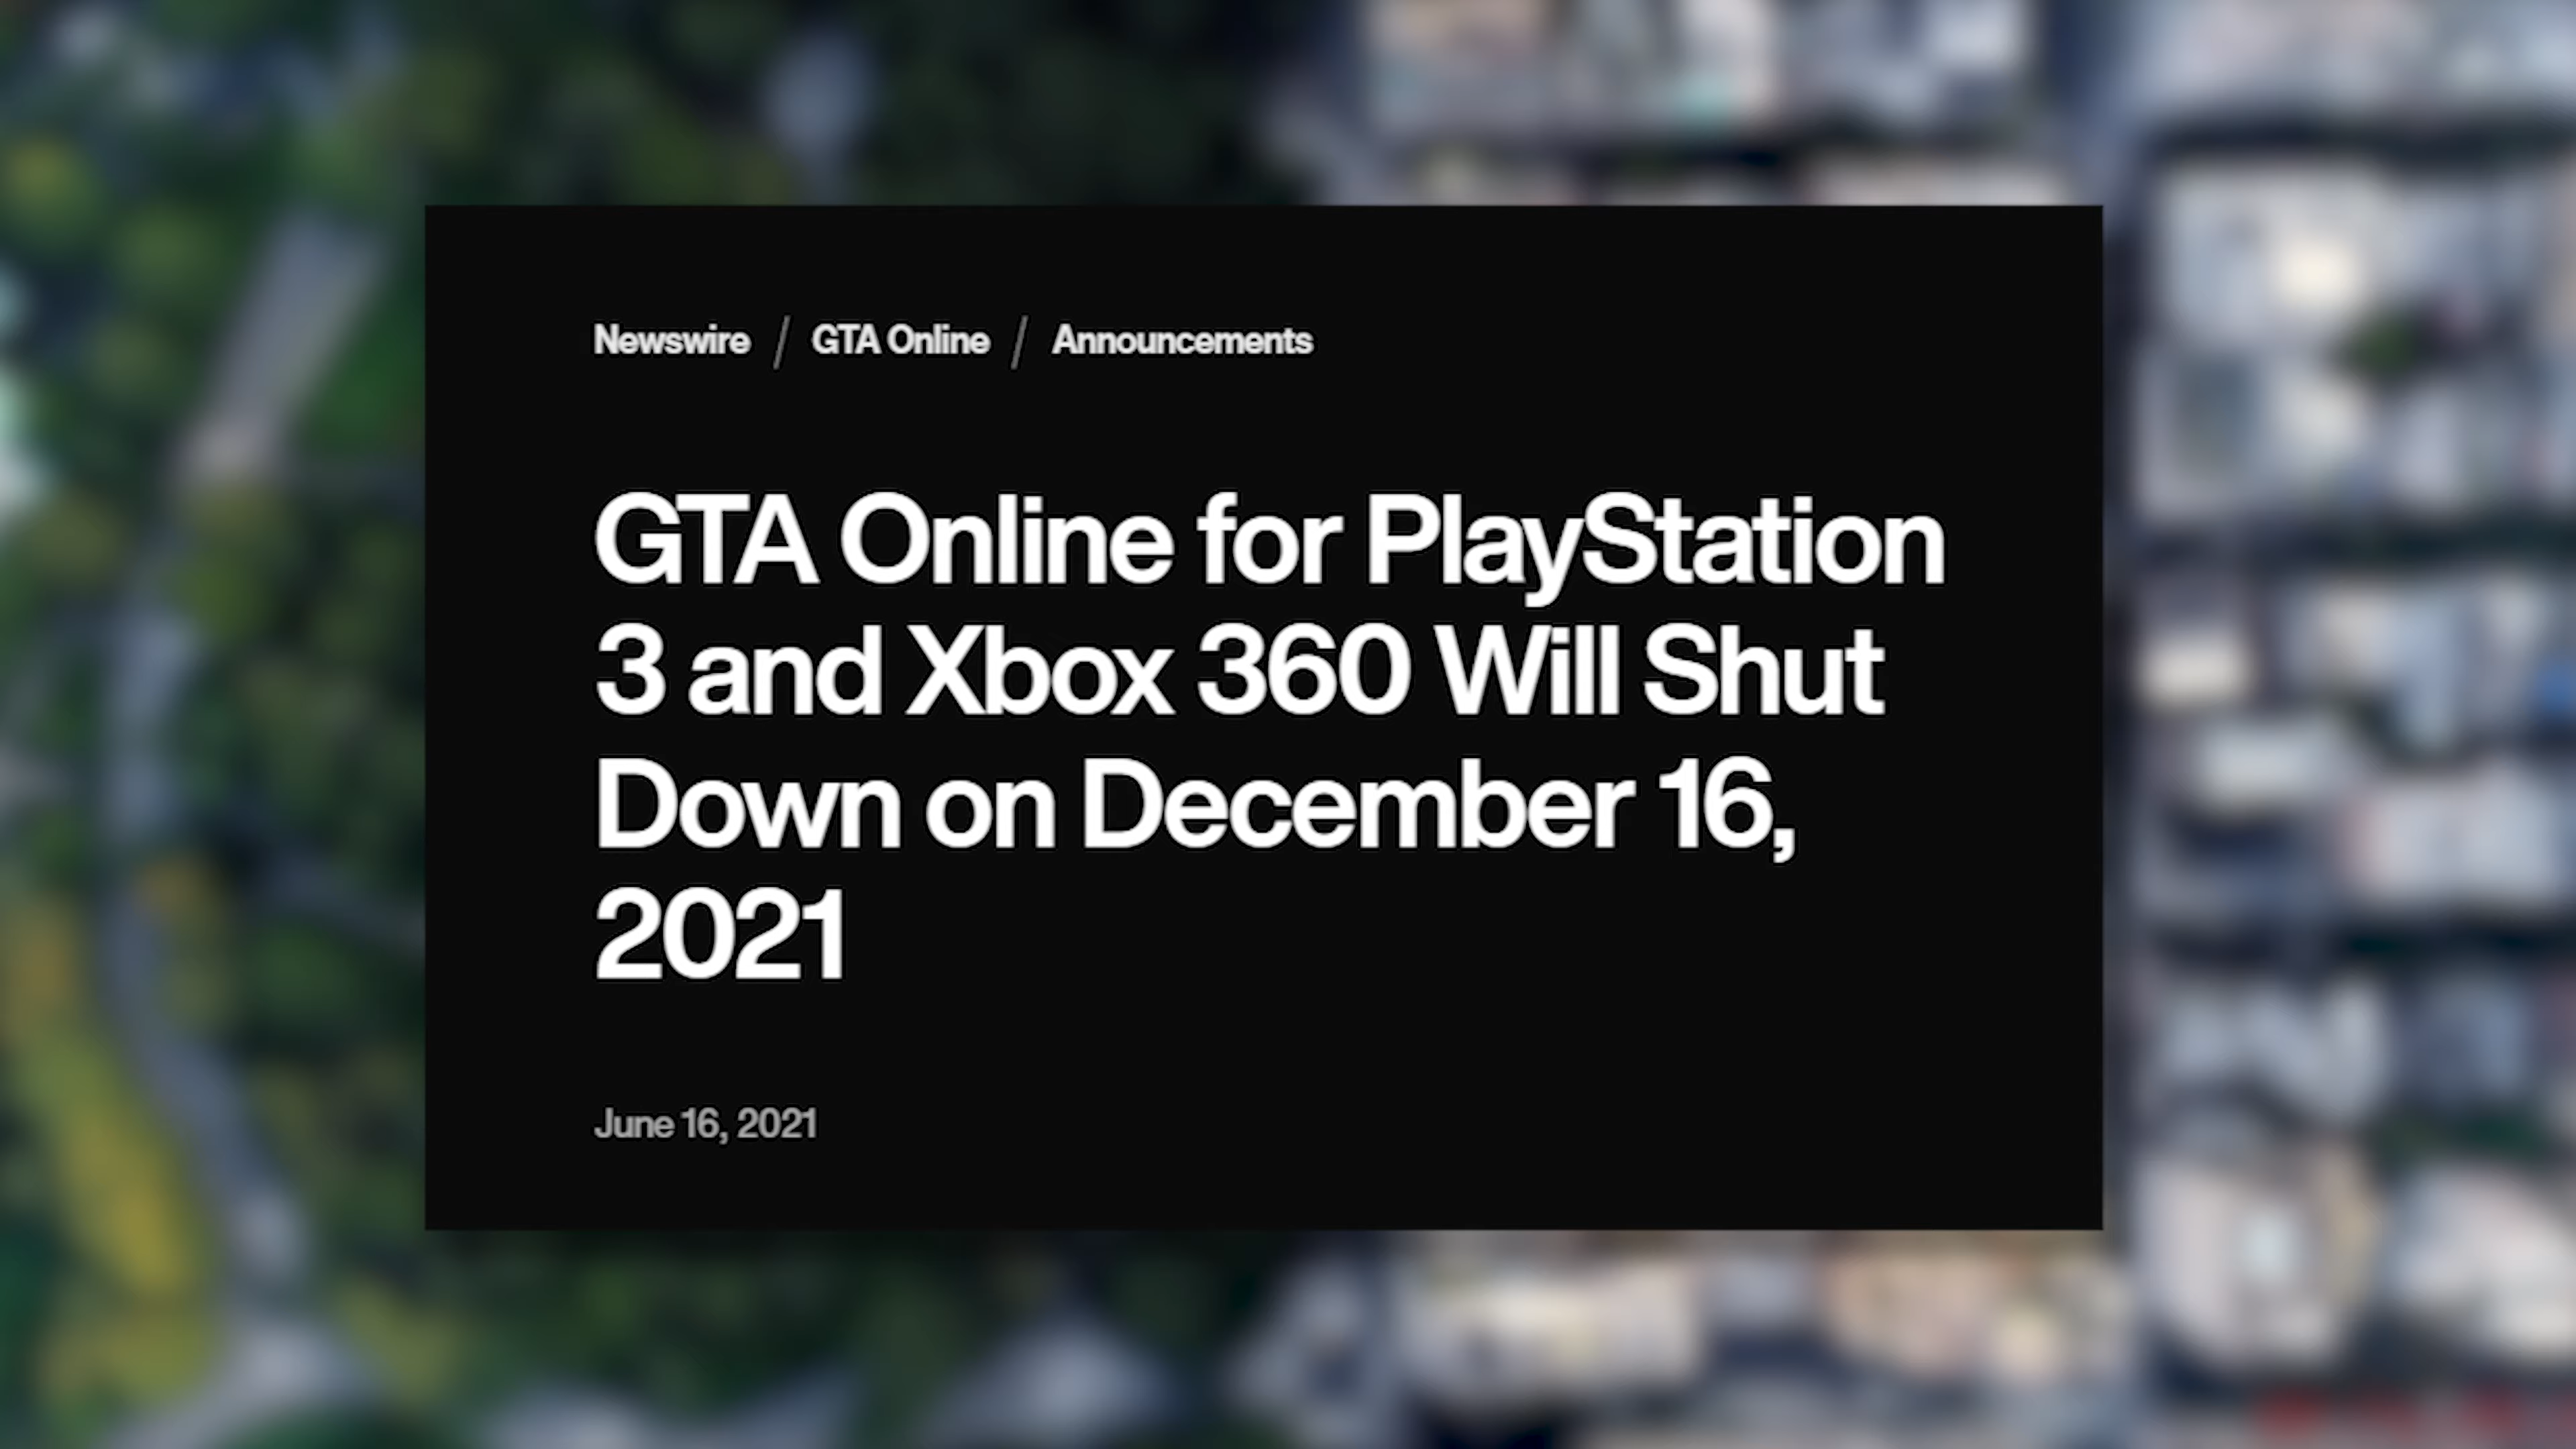 Newswire / GTA Online / Announcements
GTA Online for PlayStation
3 and Xbox 360 Will Shut
Down on December 16,
2021
June 16, 2021